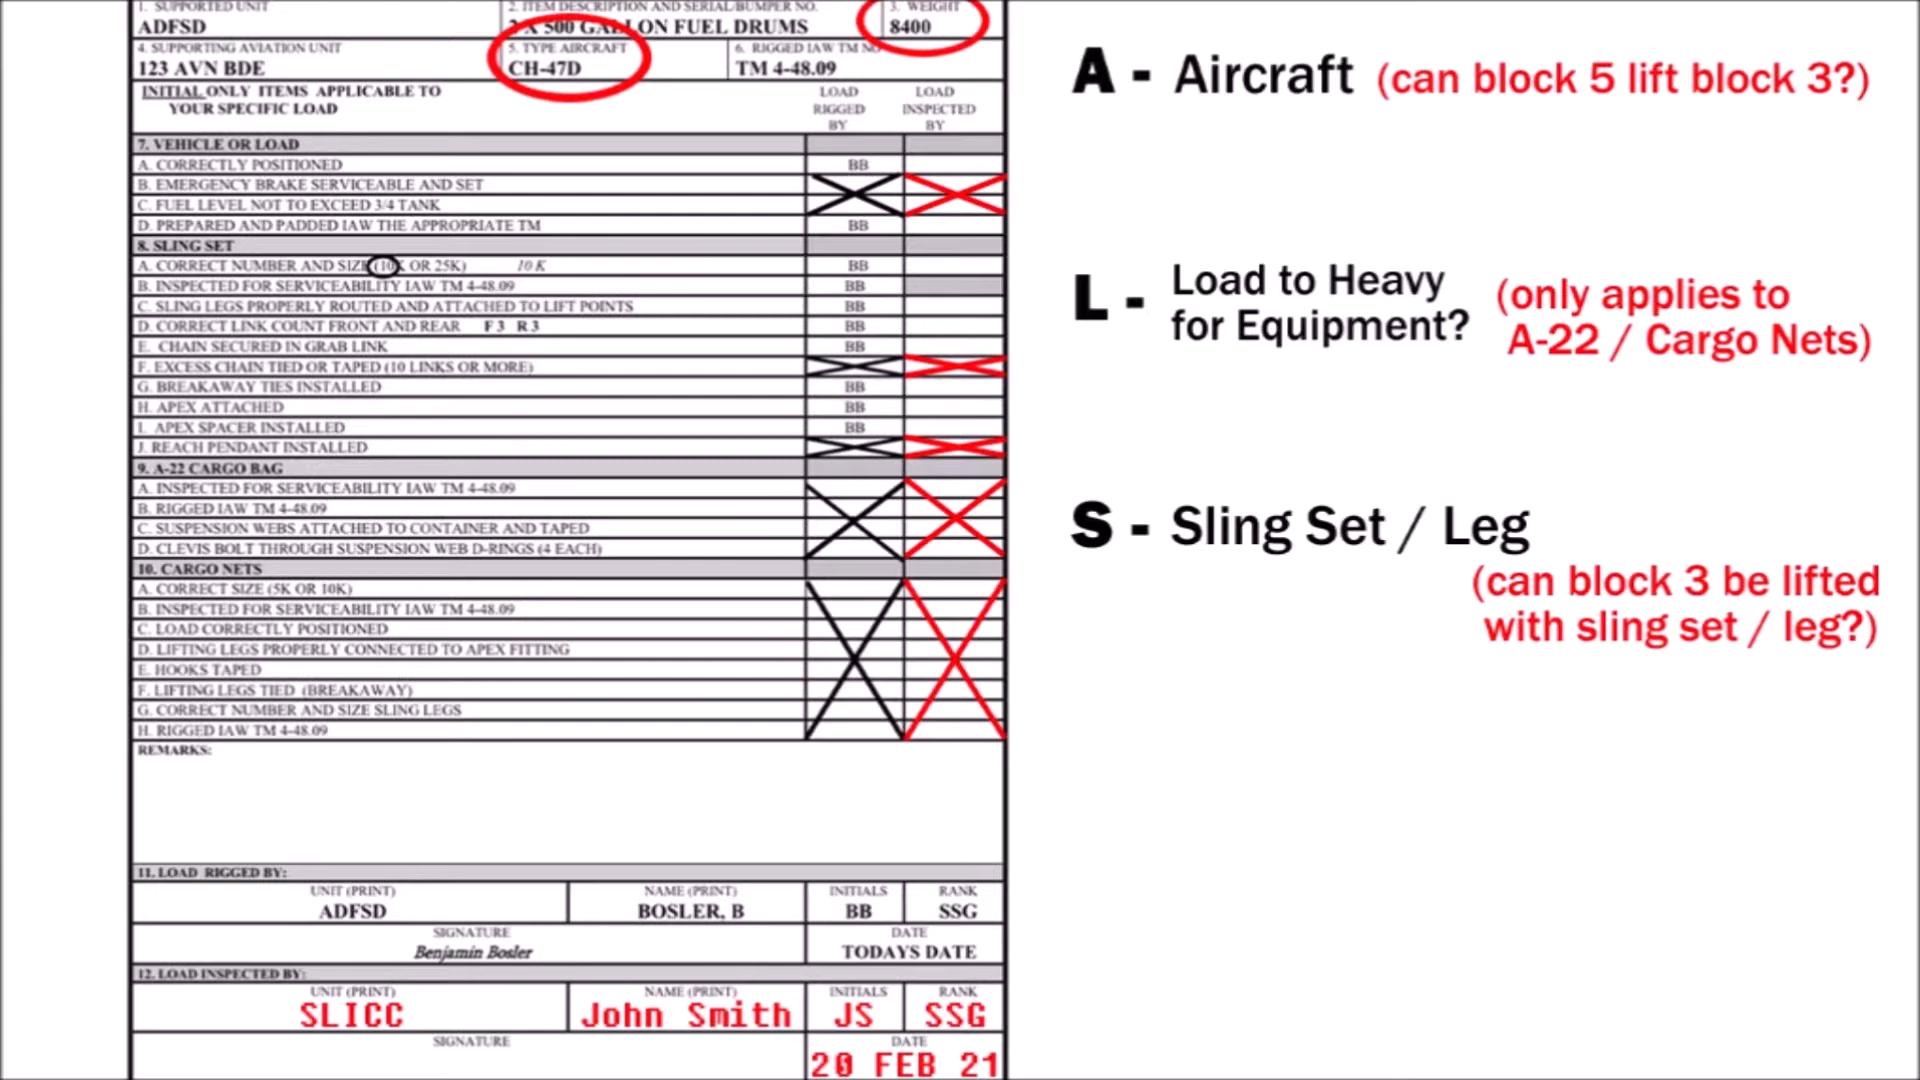 1. SUPPORTED UNIT
2. ITEM DESCRIPTION AND SERIAL/BUMPER NO.
3. WEIGHT
ADFSD
2 X 500 GALLON FUEL DRUMS
8400
4. SUPPORTING AVIATION UNIT
5. TYPE AIRCRAFT
6. RIGGED IAW TM NO
123 AVN BDE
CH-47D
TM 4-48.09
INITIAL ONLY ITEMS APPLICABLE TO
YOUR SPECIFIC LOAD
LOAD
RIGGED
BY
LOAD
INSPECTED
BY
7. VEHICLE OR LOAD
A. CORRECTLY POSITIONED BB
B. EMERGENCY BRAKE SERVICEABLE AND SET
C. FUEL LEVEL NOT TO EXCEED 3/4 TANK
D. PREPARED AND PADDED IAW THE APPROPRIATE TM BB
8. SLING SET
A. CORRECT NUMBER AND SIZE (10K OR 25K) 10 K BB
B. INSPECTED FOR SERVICEABILITY IAW TM 4-48.09 BB
C. SLING LEGS PROPERLY ROUTED AND ATTACHED TO LIFT POINTS BB
D. CORRECT LINK COUNT FRONT AND REAR F 3 R 3 BB
E. CHAIN SECURED IN GRAB LINK BB
F. EXCESS CHAIN TIED OR TAPED (10 LINKS OR MORE)
G. BREAKAWAY TIES INSTALLED BB
H. APEX ATTACHED BB
I. APEX SPACER INSTALLED BB
J. REACH PENDANT INSTALLED
9. A-22 CARGO BAG
A. INSPECTED FOR SERVICEABILITY IAW TM 4-48.09
B. RIGGED IAW TM 4-48.09
C. SUSPENSION WEBS ATTACHED TO CONTAINER AND TAPED
D. CLEVIS BOLT THROUGH SUSPENSION WEB D-RINGS (4 EACH)
10. CARGO NETS
A. CORRECT SIZE (5K OR 10K)
B. INSPECTED FOR SERVICEABILITY IAW TM 4-48.09
C. LOAD CORRECTLY POSITIONED
D. LIFTING LEGS PROPERLY CONNECTED TO APEX FITTING
E. HOOKS TAPED
F. LIFTING LEGS TIED (BREAKAWAY)
G. CORRECT NUMBER AND SIZE SLING LEGS
H. RIGGED IAW TM 4-48.09
REMARKS:
11. LOAD RIGGED BY:
UNIT (PRINT) NAME (PRINT) INITIALS RANK
ADFSD BOSLER, B BB SSG
SIGNATURE DATE
Benjamin Bosler TODAYS DATE
12. LOAD INSPECTED BY:
UNIT (PRINT) NAME (PRINT) INITIALS RANK
SLICC John Smith JS SSG
SIGNATURE DATE
20 FEB 21
A - Aircraft (can block 5 lift block 3?)
L - Load to Heavy
for Equipment?
(only applies to
A-22 / Cargo Nets)
S - Sling Set / Leg
(can block 3 be lifted
with sling set / leg?)